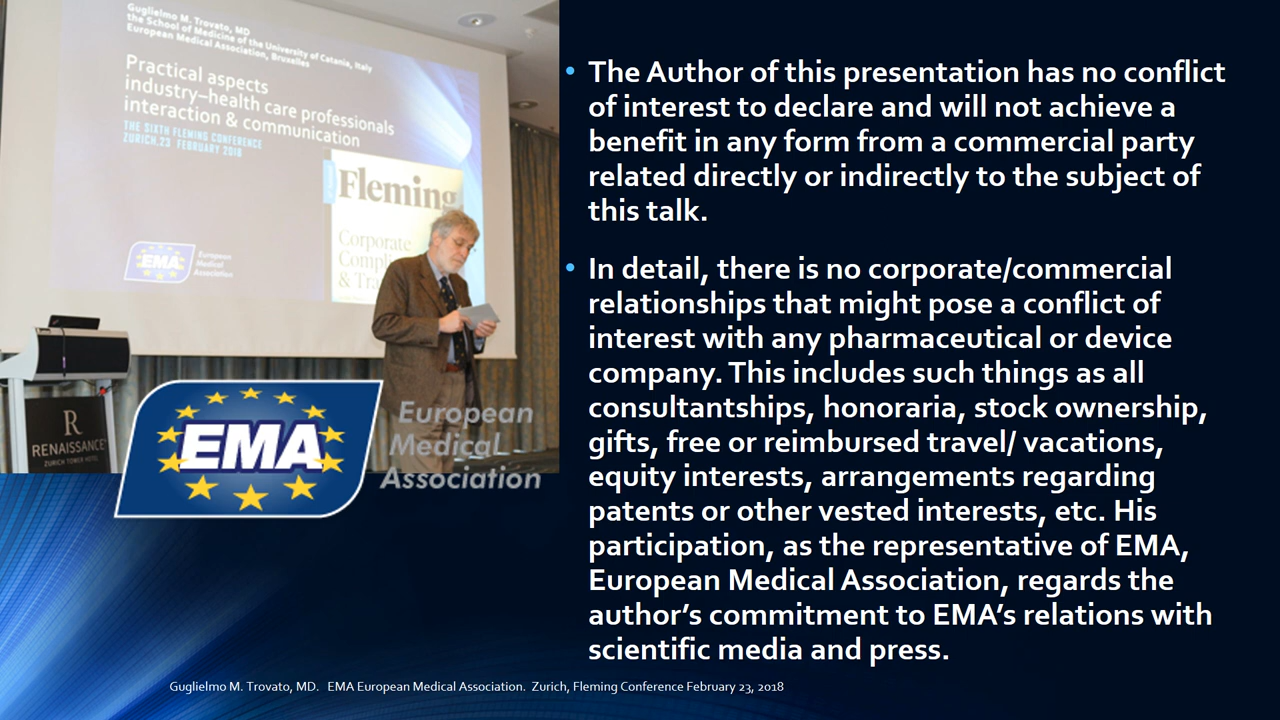 Guglielmo M. Trovato, MD
the School of Medicine of the University of Catania, Italy
European Medical Association, Bruxelles
Practical aspects
industry–health care professionals
interaction & communication
THE SIXTH FLEMING CONFERENCE
ZURICH.23 FEBRUARY 2018
Fleming
Corporate
Compli
& Tra
EMA
European
Medical
Association
R
RENAISSANCE
ZURICH TOWER HOTEL
EMA
European
Medical
Association
• The Author of this presentation has no conflict
of interest to declare and will not achieve a
benefit in any form from a commercial party
related directly or indirectly to the subject of
this talk.
• In detail, there is no corporate/commercial
relationships that might pose a conflict of
interest with any pharmaceutical or device
company. This includes such things as all
consultantships, honoraria, stock ownership,
gifts, free or reimbursed travel/ vacations,
equity interests, arrangements regarding
patents or other vested interests, etc. His
participation, as the representative of EMA,
European Medical Association, regards the
author’s commitment to EMA’s relations with
scientific media and press.
Guglielmo M. Trovato, MD. EMA European Medical Association. Zurich, Fleming Conference February 23, 2018